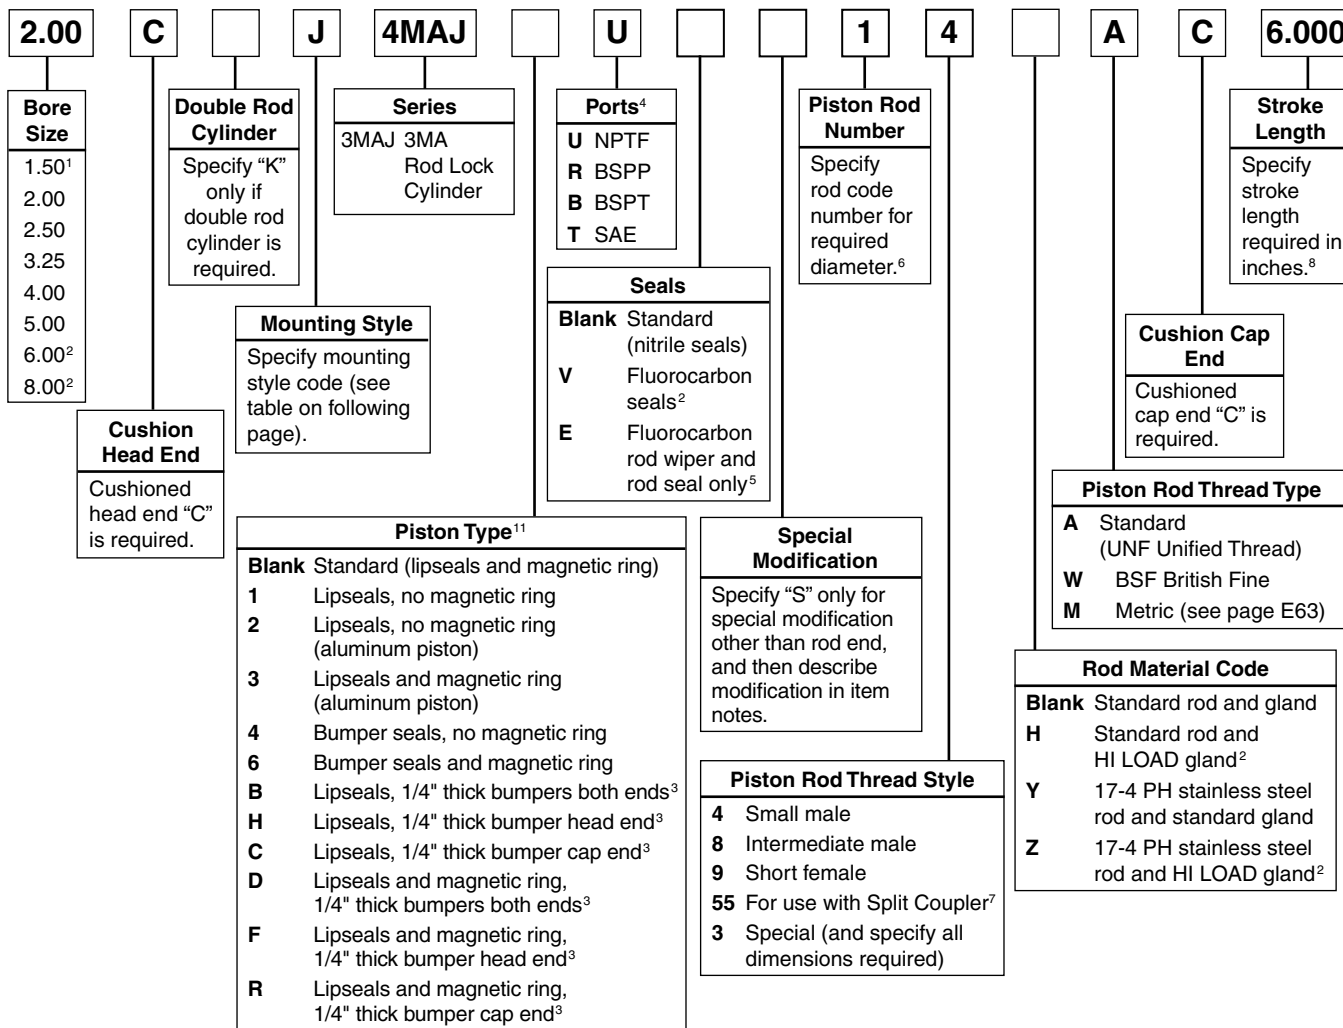 2.00 C J 4MAJ U 1 4 A C 6.000
Bore
Size
1.50¹
2.00
2.50
3.25
4.00
5.00
6.00²
8.00²
Double Rod
Cylinder
Specify “K”
only if
double rod
cylinder is
required.
Series
3MAJ 3MA
Rod Lock
Cylinder
Ports⁴
U NPTF
R BSPP
B BSPT
T SAE
Piston Rod
Number
Specify
rod code
number for
required
diameter.⁶
Stroke
Length
Specify
stroke
length
required in
inches.⁸
Mounting Style
Specify mounting
style code (see
table on following
page).
Seals
Blank Standard
(nitrile seals)
V Fluorocarbon
seals²
E Fluorocarbon
rod wiper and
rod seal only⁵
Cushion Cap
End
Cushioned
cap end “C” is
required.
Cushion
Head End
Cushioned
head end “C”
is required.
Piston Rod Thread Type
A Standard
(UNF Unified Thread)
W BSF British Fine
M Metric (see page E63)
Piston Type¹¹
Blank Standard (lipseals and magnetic ring)
1 Lipseals, no magnetic ring
2 Lipseals, no magnetic ring
(aluminum piston)
3 Lipseals and magnetic ring
(aluminum piston)
4 Bumper seals, no magnetic ring
6 Bumper seals and magnetic ring
B Lipseals, 1/4" thick bumpers both ends³
H Lipseals, 1/4" thick bumper head end³
C Lipseals, 1/4" thick bumper cap end³
D Lipseals and magnetic ring,
1/4" thick bumpers both ends³
F Lipseals and magnetic ring,
1/4" thick bumper head end³
R Lipseals and magnetic ring,
1/4" thick bumper cap end³
Special
Modification
Specify “S” only for
special modification
other than rod end,
and then describe
modification in item
notes.
Rod Material Code
Blank Standard rod and gland
H Standard rod and
HI LOAD gland²
Y 17-4 PH stainless steel
rod and standard gland
Z 17-4 PH stainless steel
rod and HI LOAD gland²
Piston Rod Thread Style
4 Small male
8 Intermediate male
9 Short female
55 For use with Split Coupler⁷
3 Special (and specify all
dimensions required)